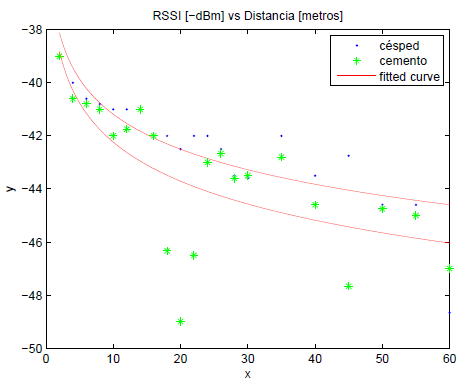 RSSI [−dBm] vs Distancia [metros]
césped
cemento
fitted curve
−38
−40
−42
−44
−46
−48
−50
y
0
10
20
30
40
50
60
x